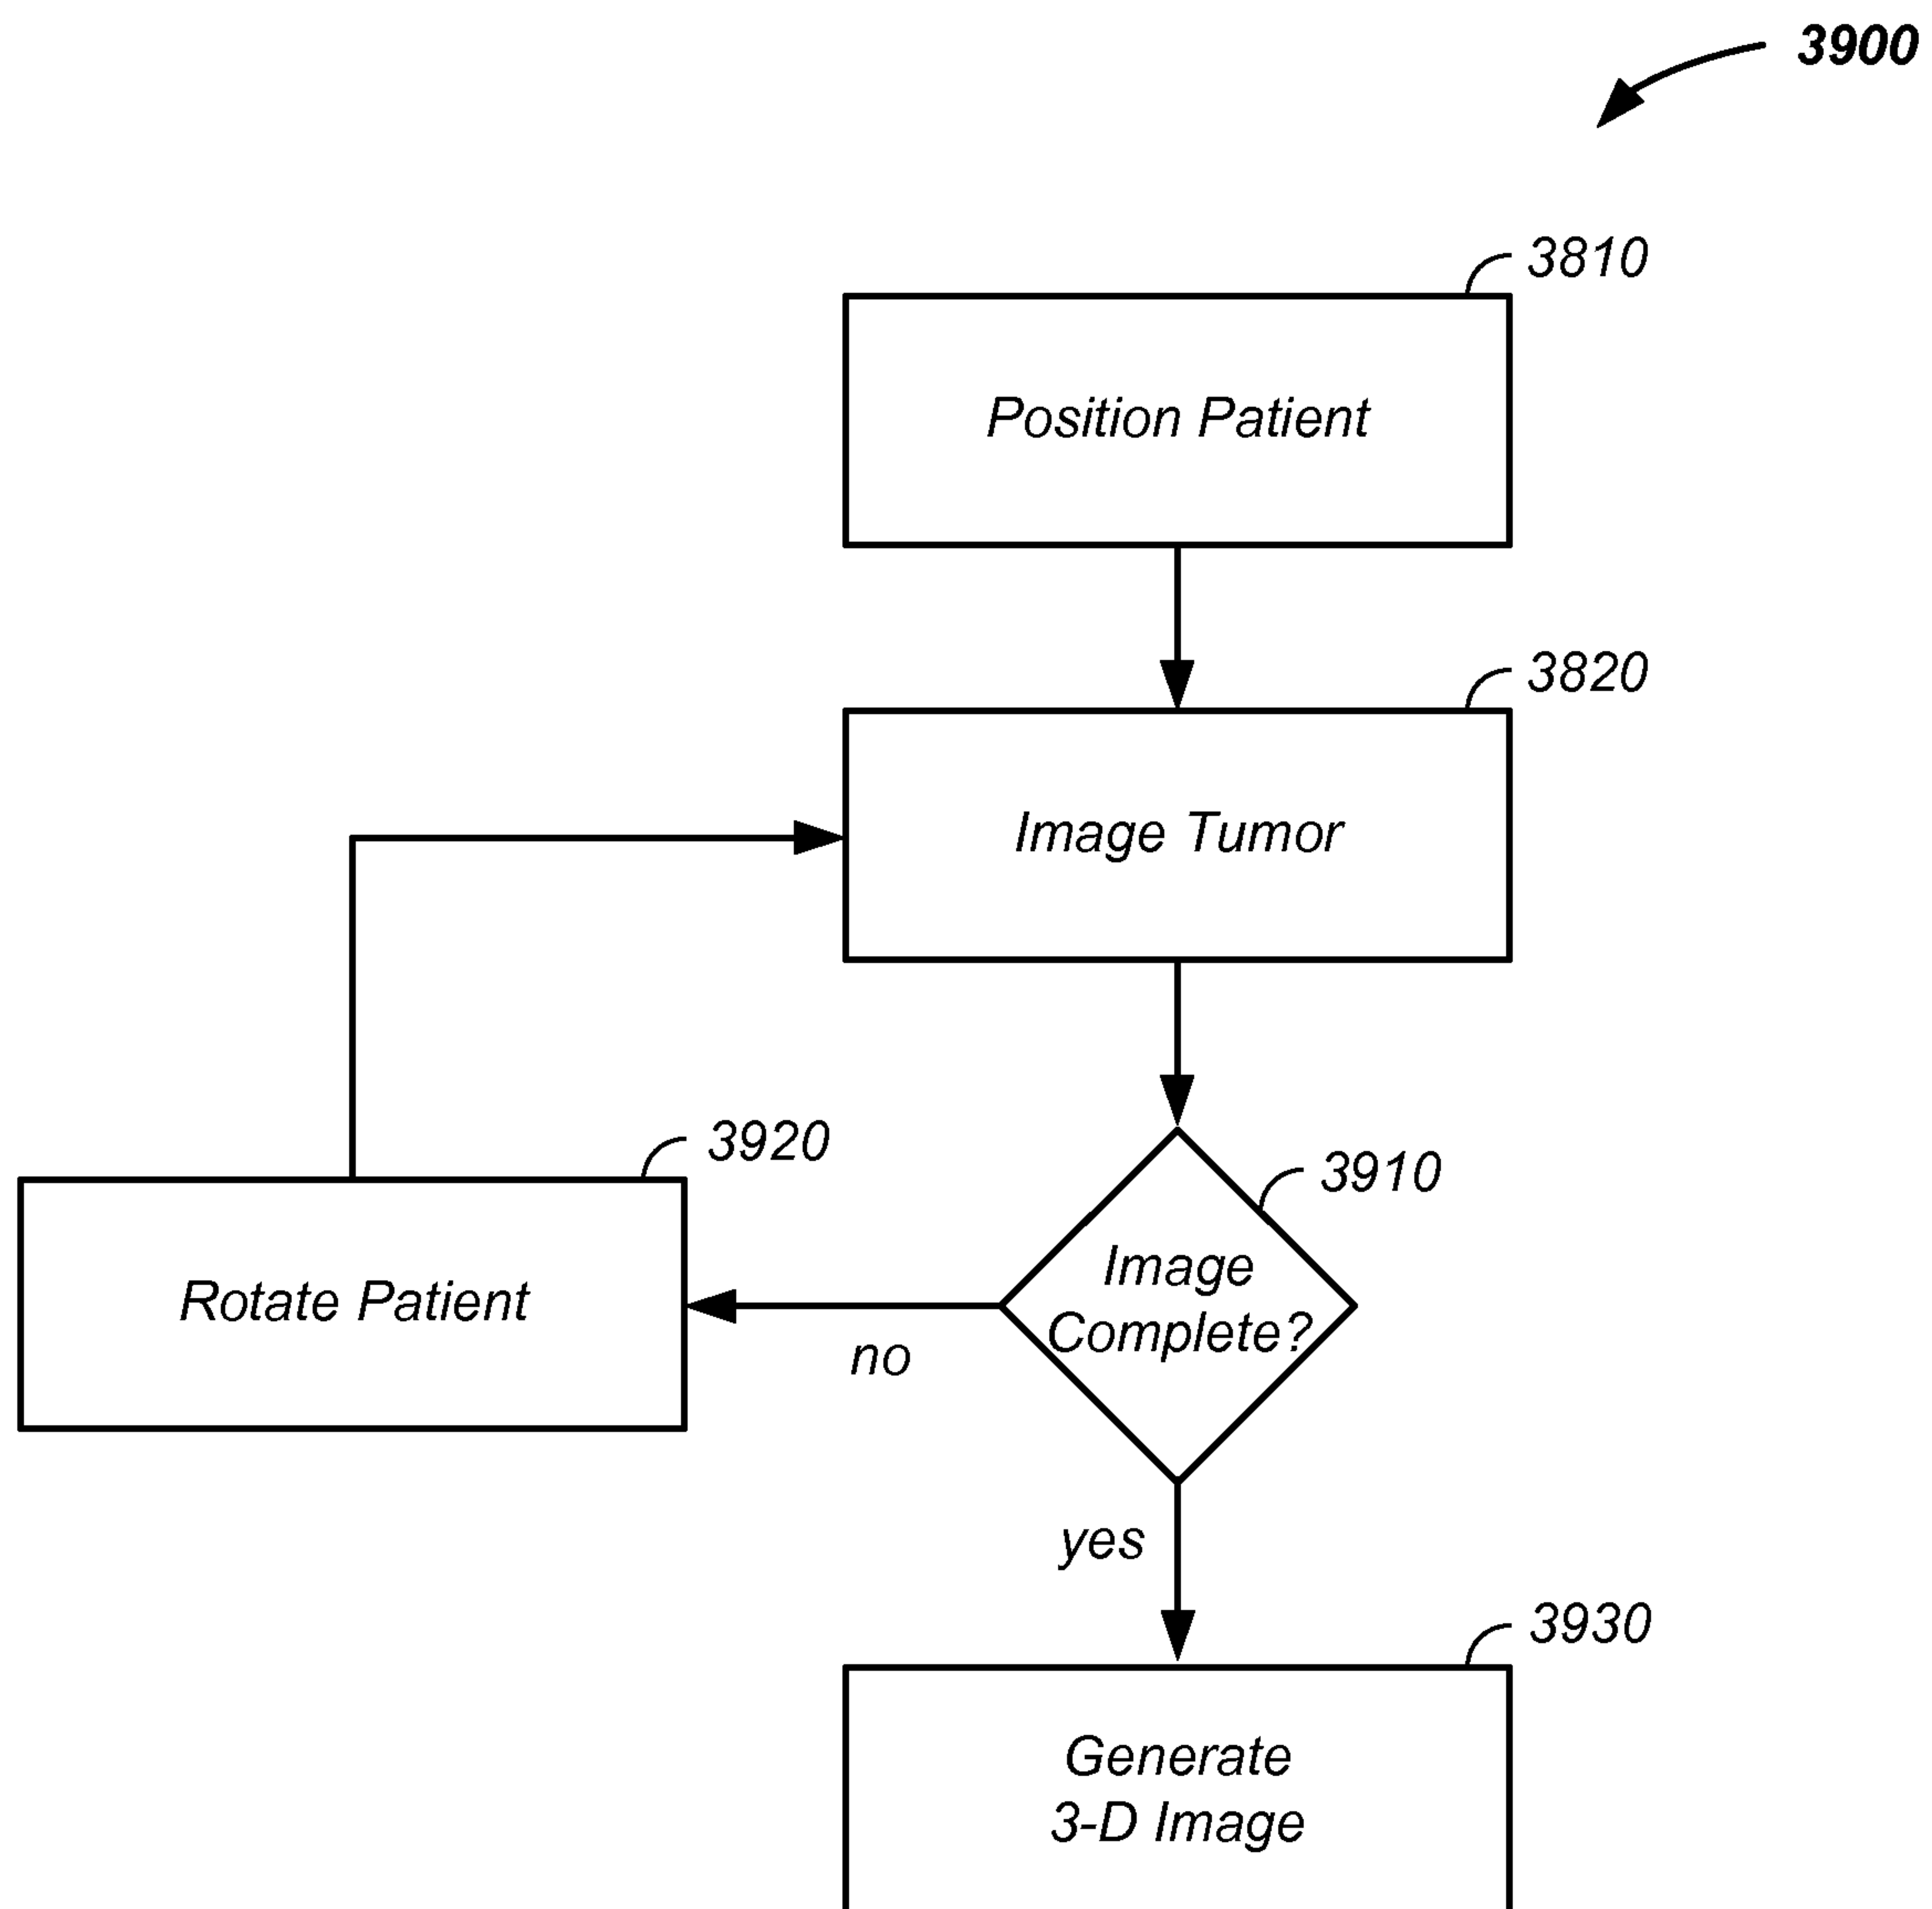 3900
3810
Position Patient
3820
Image Tumor
3920
3910
Rotate Patient
Image
Complete?
no
yes
3930
Generate
3-D Image